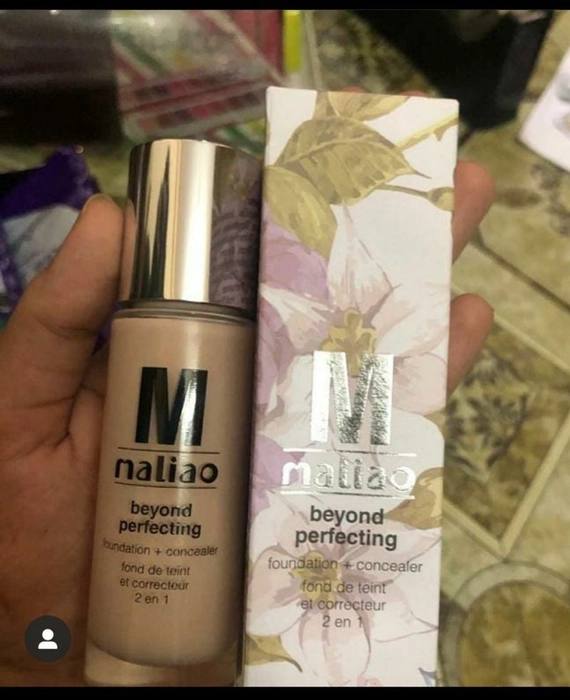 M
maliao
beyond
perfecting
foundation + concealer
fond de teint
et correcteur
2 en 1
M
maliao
beyond
perfecting
foundation + concealer
fond de teint
et correcteur
2 en 1